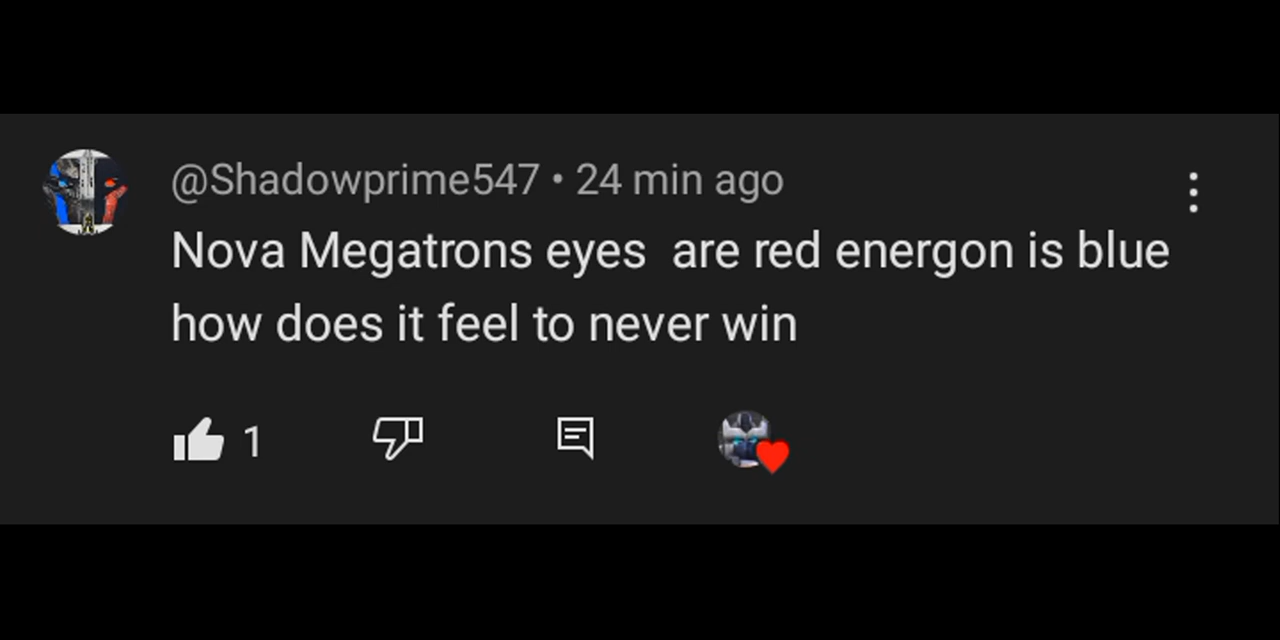 @Shadowprime547 • 24 min ago
Nova Megatrons eyes  are red energon is blue
how does it feel to never win
1